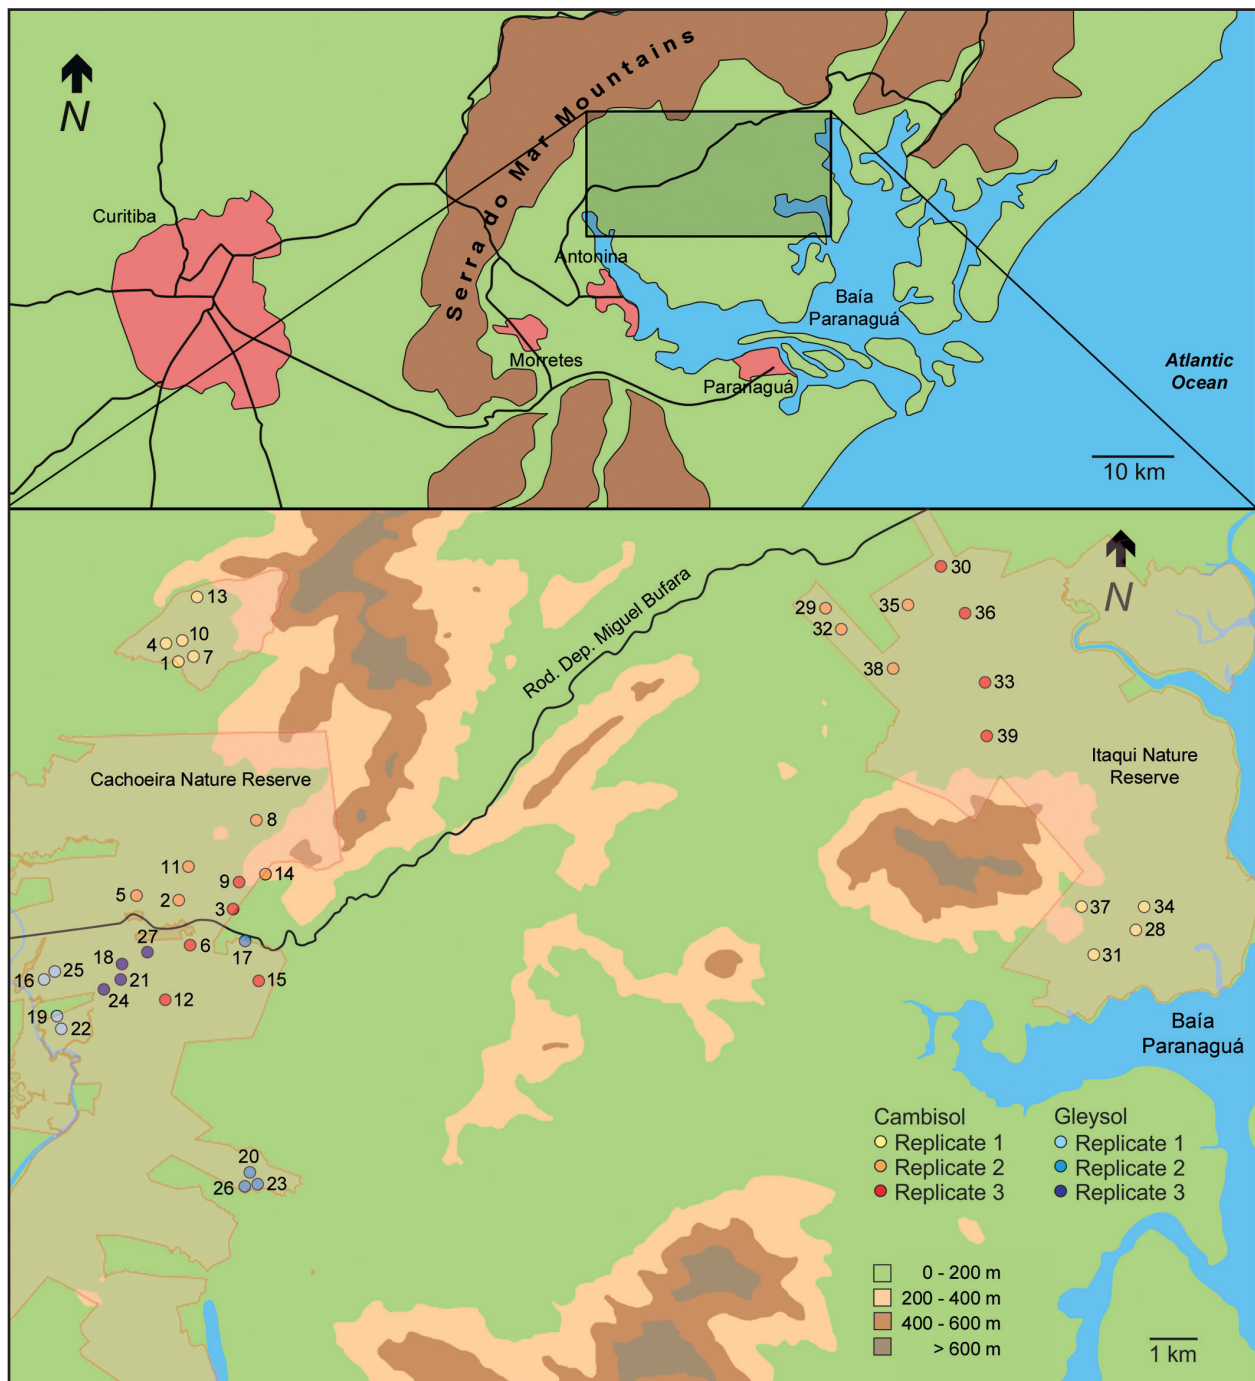 N
Serra do Mar Mountains
Curitiba
Antonina
Baía
Paranaguá
Morretes
Paranaguá
Atlantic
Ocean
10 km
N
Rod. Dep. Miguel Bufara
13
4
10
1
7
30
29
35
36
32
38
33
39
Itaqui Nature
Reserve
Cachoeira Nature Reserve
8
11
14
9
5
2
3
37
34
28
31
27
6
17
18
25
16
21
15
24
12
19
22
Baía
Paranaguá
20
26
23
Cambisol
Replicate 1
Replicate 2
Replicate 3
Gleysol
Replicate 1
Replicate 2
Replicate 3
0 - 200 m
200 - 400 m
400 - 600 m
> 600 m
1 km